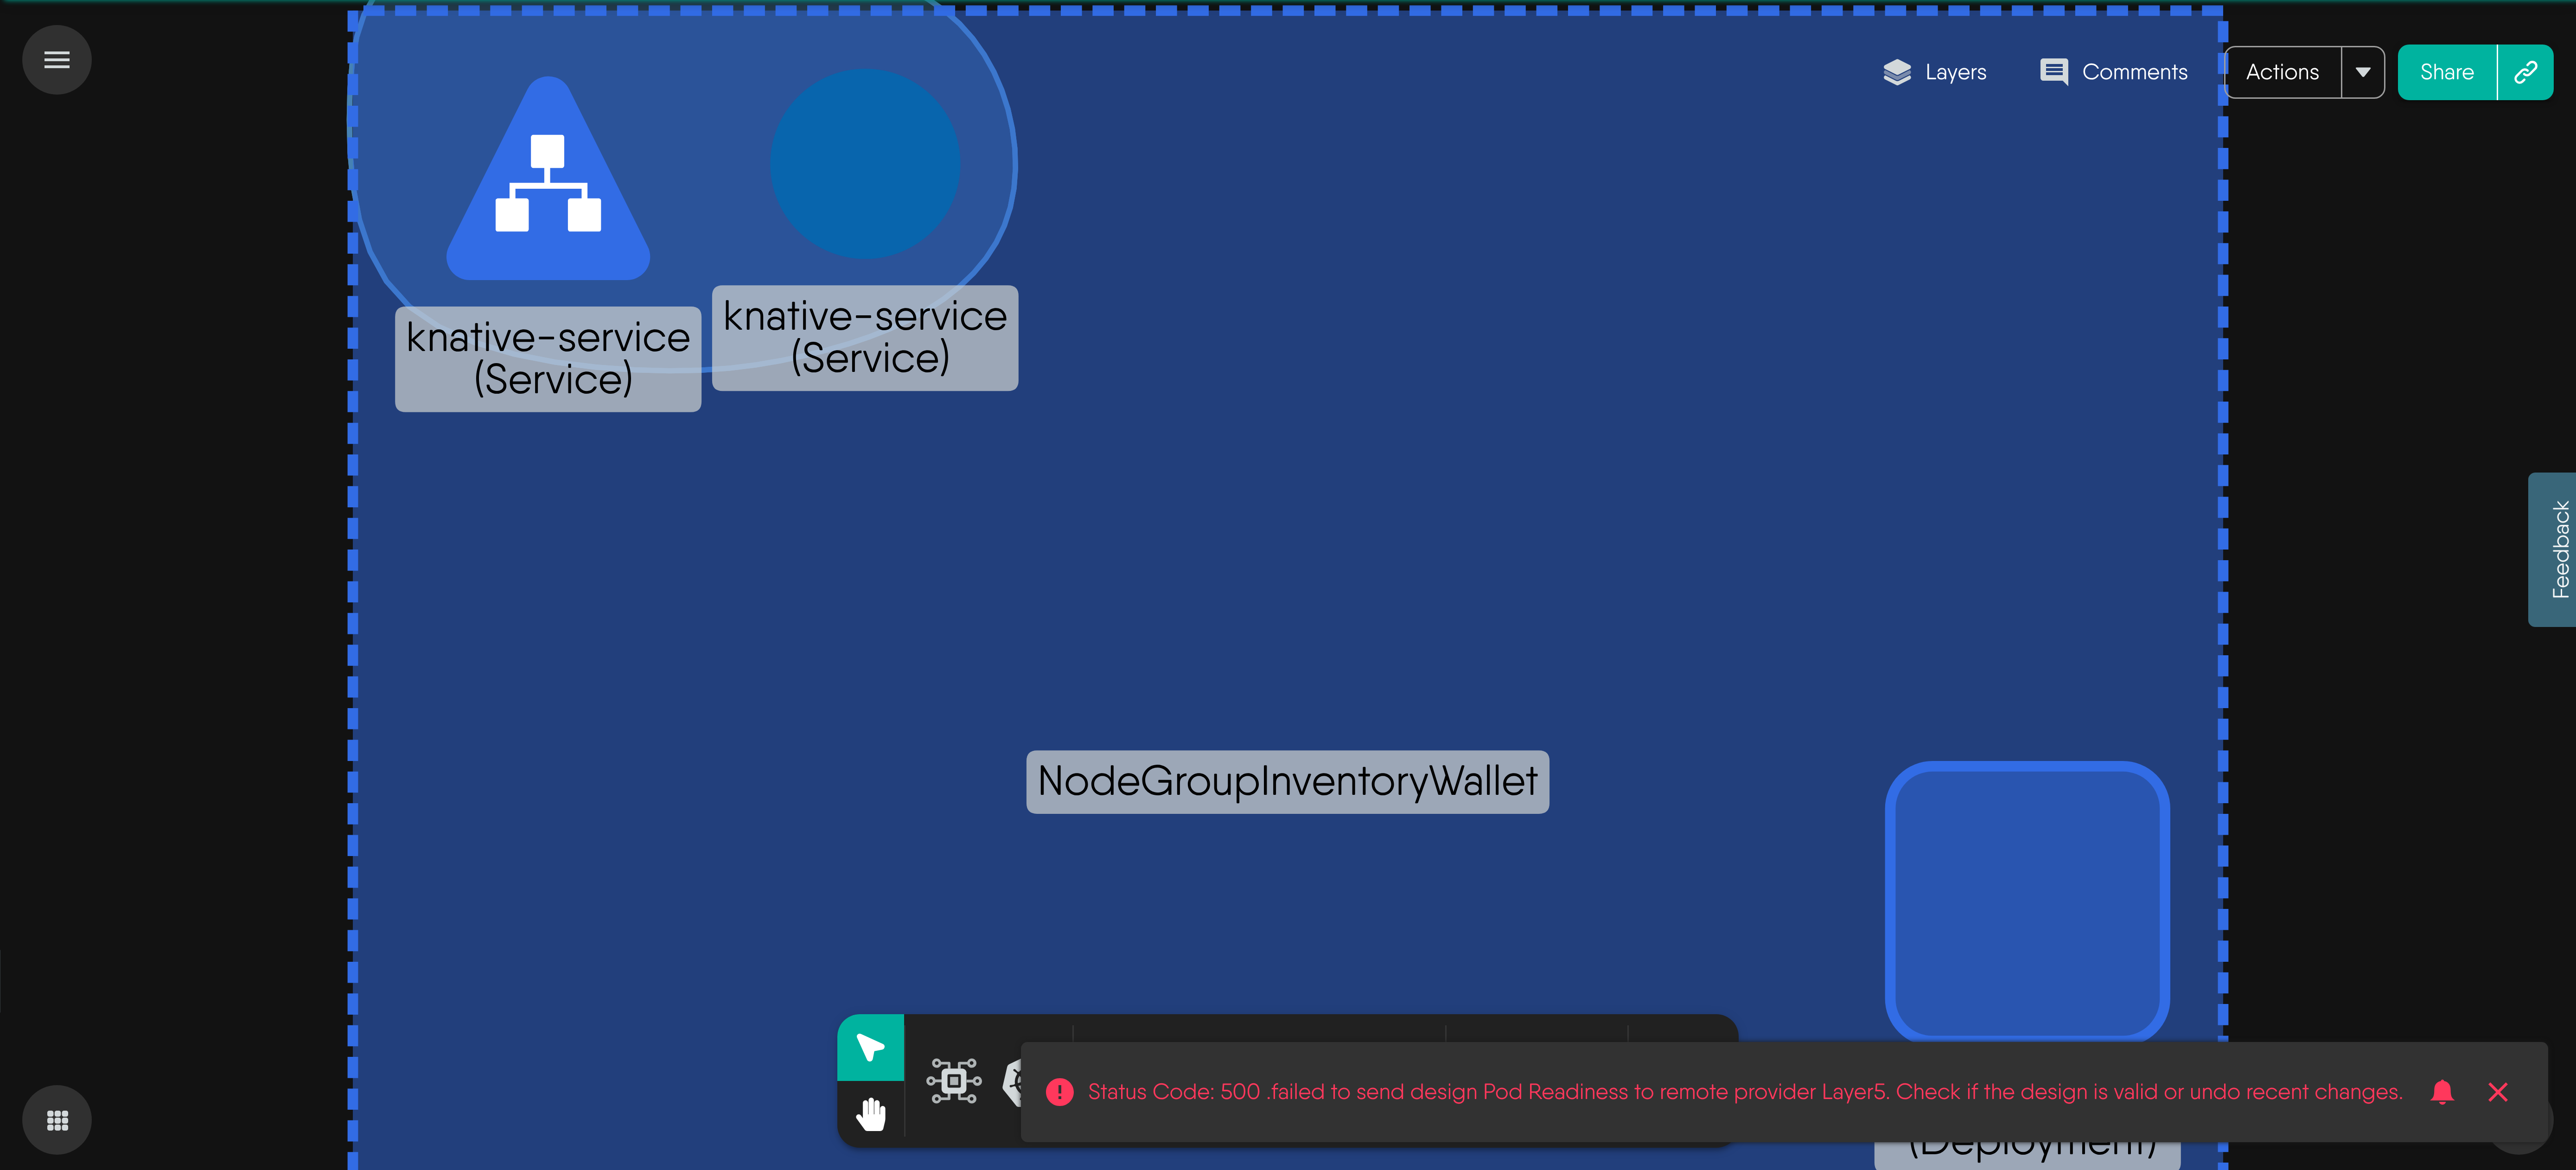 Layers
Comments
Actions
Share
knative-service
(Service)
knative-service
(Service)
Feedback
NodeGroupInventoryWallet
Status Code: 500 .failed to send design Pod Readiness to remote provider Layer5. Check if the design is valid or undo recent changes.
(Deployment)